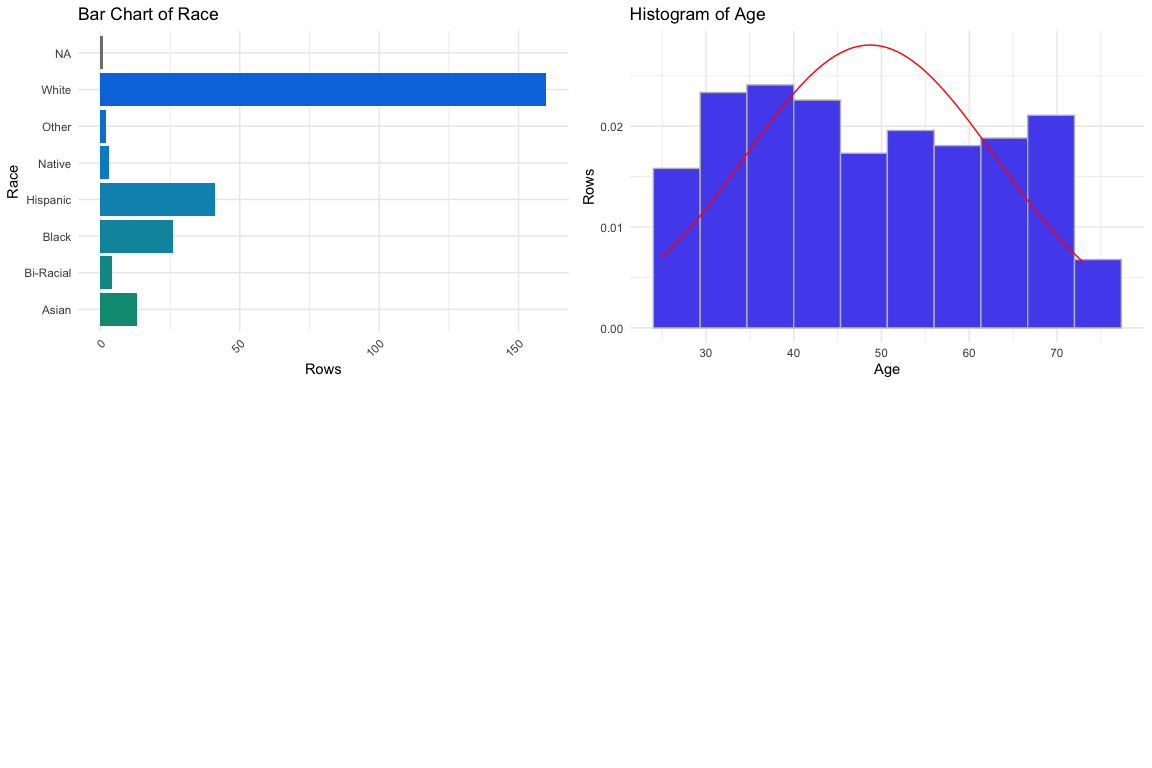 Bar Chart of Race
Race
NA
White
Other
Native
Hispanic
Black
Bi-Racial
Asian
0 50 100 150
Rows
Histogram of Age
Rows
0.02
0.01
0.00
30 40 50 60 70
Age